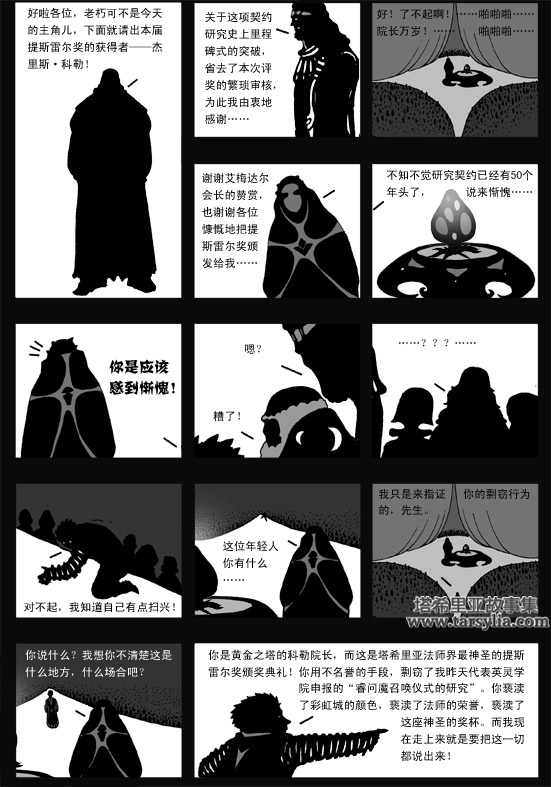 好啦各位，老朽可不是今天
的主角儿，下面就请出本届
提斯雷尔奖的获得者——杰
里斯·科勒！
关于这项契约
研究史上里程
碑式的突破，
省去了本次评
奖的繁琐审核，
为此我由衷地
感谢……
好！了不起啊！……啪啪啪……
院长万岁！……啪啪啪……
谢谢艾梅达尔
会长的赞赏，
也谢谢各位
慷慨地把提
斯雷尔奖颁
发给我……
不知不觉研究契约已经有50个
年头了，说来惭愧……
你是应该
感到惭愧！
嗯？
糟了！
……？？？……
对不起，我知道自己有点扫兴！
这位年轻人
你有什么
……
我只是来指证你的剽窃行为
的，先生。
塔希里亚故事集
www.tarsylia.com
你说什么？我想你不清楚这是
什么地方，什么场合吧？
你是黄金之塔的科勒院长，而这是塔希里亚法师界最神圣的提斯
雷尔奖颁奖典礼！你用不名誉的手段，剽窃了我昨天代表英灵学
院申报的“睿问魔召唤仪式的研究”。你亵渎
了彩虹城的颜色，亵渎了法师的荣誉，亵渎了
这座神圣的奖杯。而我现
在走上来就是要把这一切
都说出来！